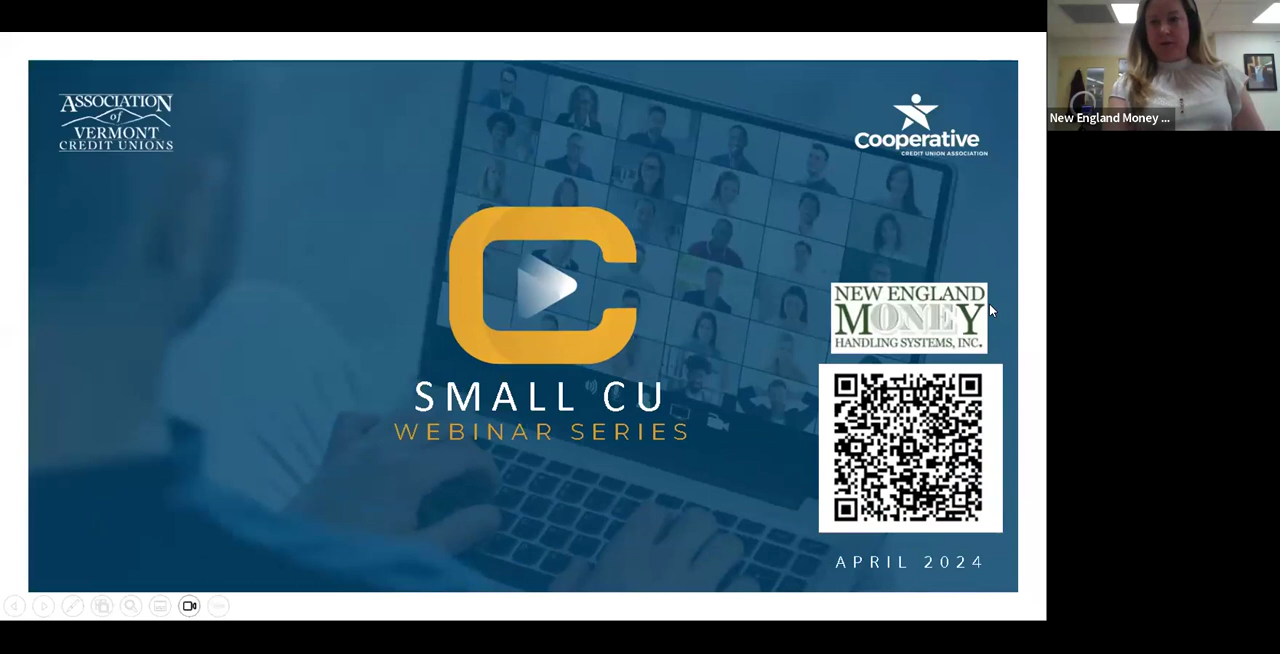 ASSOCIATION
of
VERMONT
CREDIT UNIONS
Cooperative
CREDIT UNION ASSOCIATION
New England Money ...
NEW ENGLAND
MONEY
HANDLING SYSTEMS, INC.
SMALL CU
WEBINAR SERIES
APRIL 2024